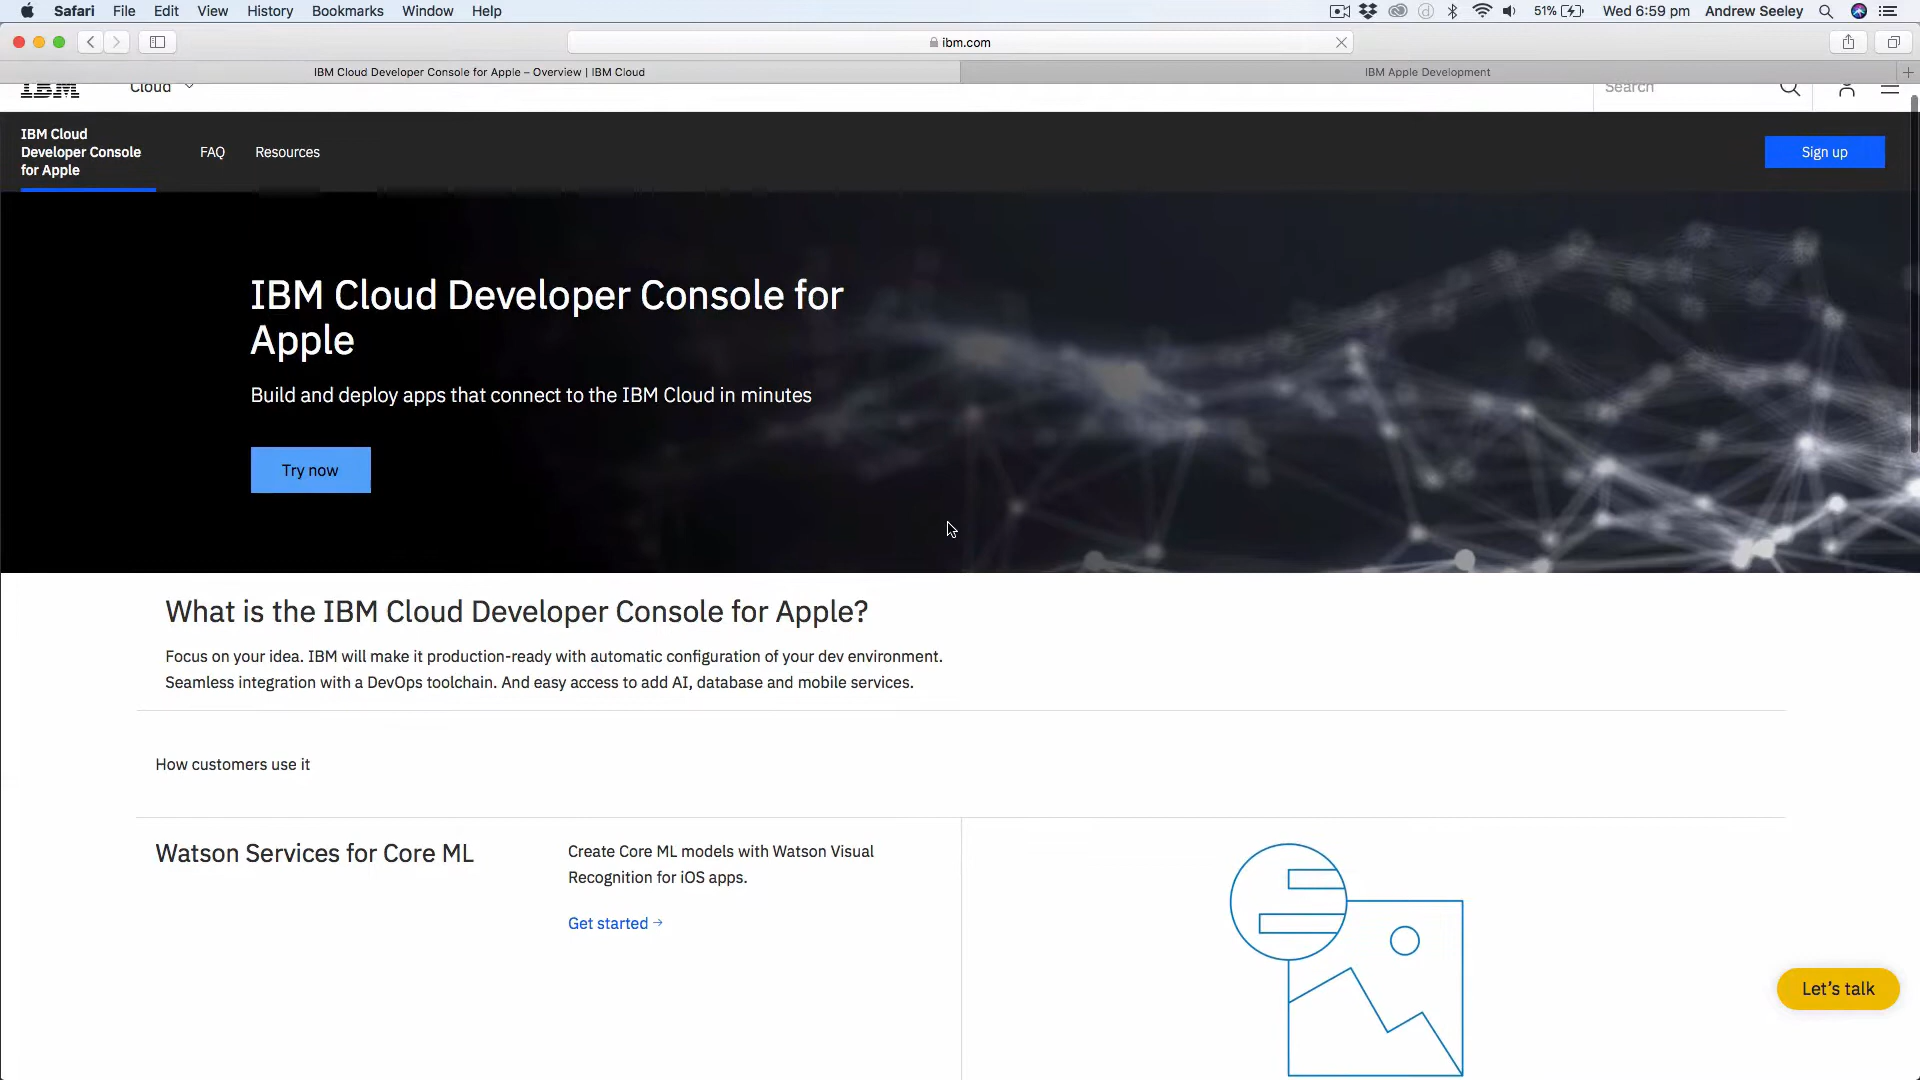 Safari File Edit View History Bookmarks Window Help 51% Wed 6:59 pm Andrew Seeley
ibm.com
IBM Cloud Developer Console for Apple – Overview | IBM Cloud IBM Apple Development
IBM Cloud Search
IBM Cloud
Developer Console
for Apple
FAQ Resources Sign up
IBM Cloud Developer Console for
Apple
Build and deploy apps that connect to the IBM Cloud in minutes
Try now
What is the IBM Cloud Developer Console for Apple?
Focus on your idea. IBM will make it production-ready with automatic configuration of your dev environment.
Seamless integration with a DevOps toolchain. And easy access to add AI, database and mobile services.
How customers use it
Watson Services for Core ML
Create Core ML models with Watson Visual
Recognition for iOS apps.
Get started →
Let's talk